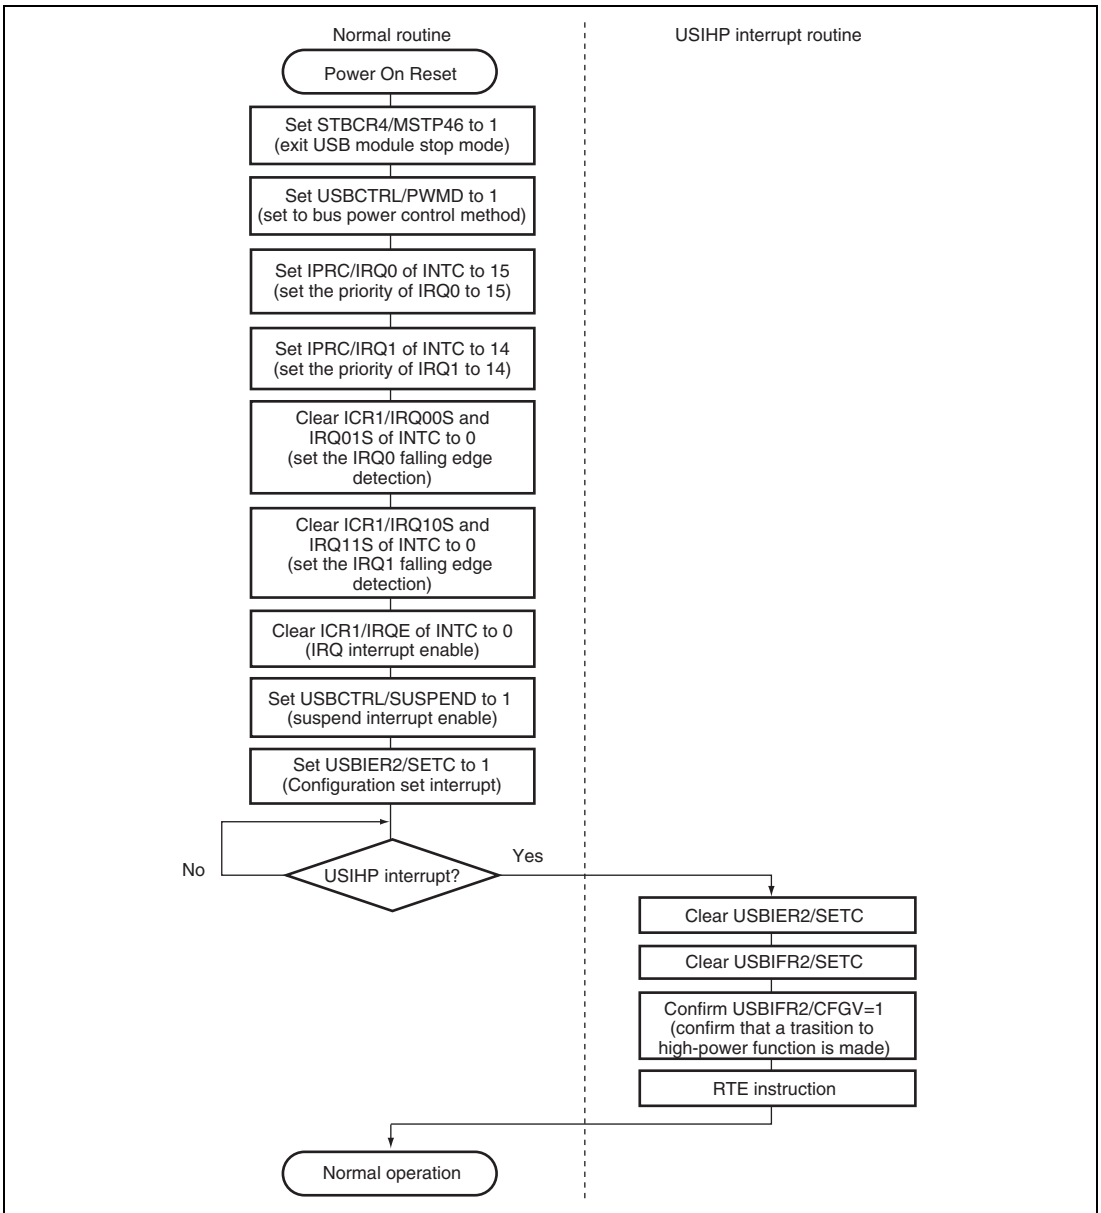 Normal routine
USIHP interrupt routine
Power On Reset
Set STBCR4/MSTP46 to 1
(exit USB module stop mode)
Set USBCTRL/PWMD to 1
(set to bus power control method)
Set IPRC/IRQ0 of INTC to 15
(set the priority of IRQ0 to 15)
Set IPRC/IRQ1 of INTC to 14
(set the priority of IRQ1 to 14)
Clear ICR1/IRQ00S and
IRQ01S of INTC to 0
(set the IRQ0 falling edge
detection)
Clear ICR1/IRQ10S and
IRQ11S of INTC to 0
(set the IRQ1 falling edge
detection)
Clear ICR1/IRQE of INTC to 0
(IRQ interrupt enable)
Set USBCTRL/SUSPEND to 1
(suspend interrupt enable)
Set USBIER2/SETC to 1
(Configuration set interrupt)
No
USIHP interrupt?
Yes
Clear USBIER2/SETC
Clear USBIFR2/SETC
Confirm USBIFR2/CFGV=1
(confirm that a trasition to
high-power function is made)
RTE instruction
Normal operation